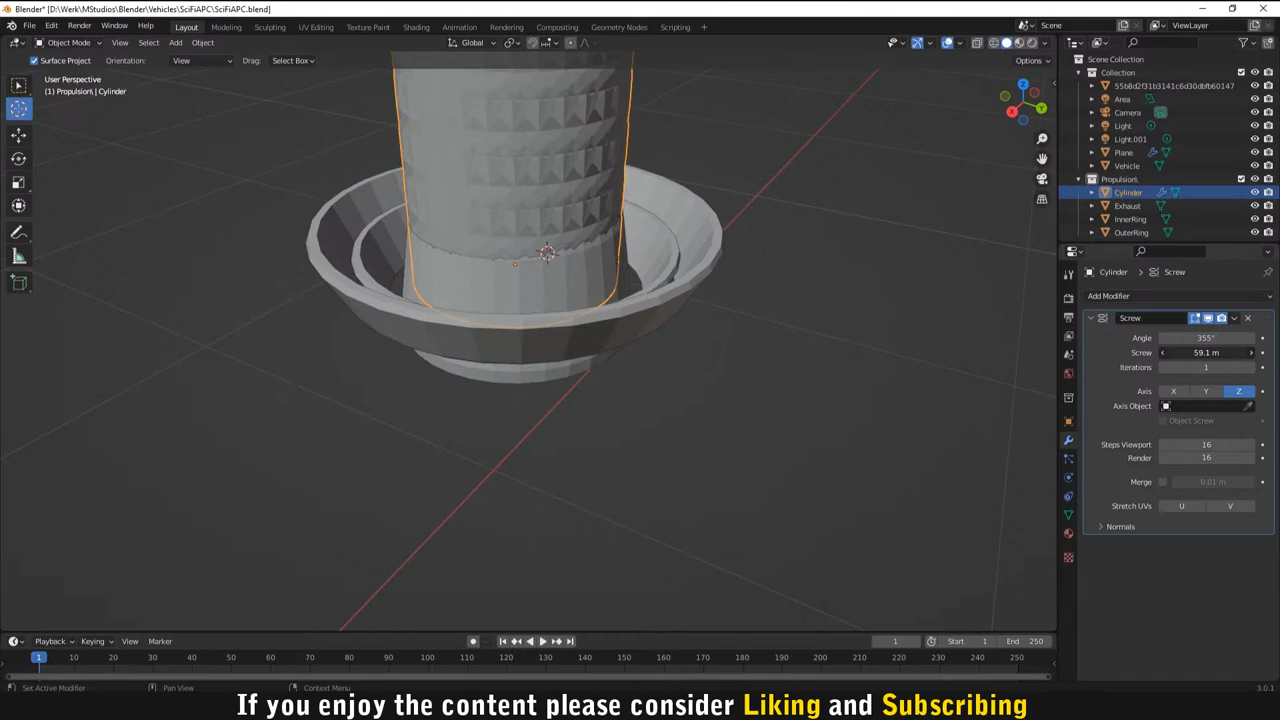 Blender* [D:\Werk\MStudios\Blender\Vehicles\SciFiAPC\SciFiAPC.blend]
File Edit Render Window Help Layout Modeling Sculpting UV Editing Texture Paint Shading Animation Rendering Compositing Geometry Nodes Scripting Scene ViewLayer
Object Mode View Select Add Object Global
Surface Project Orientation: View Drag: Select Box Options
User Perspective
(1) Propulsion\ | Cylinder
Scene Collection
Collection
55b8d2f31b3141c6d30dbfb60147
Area
Camera
Light
Light.001
Plane
Vehicle
Propulsion\
Cylinder
Exhaust
InnerRing
OuterRing
Cylinder > Screw
Add Modifier
Screw
Angle 355°
Screw 59.1 m
Iterations 1
Axis X Y Z
Axis Object
Object Screw
Steps Viewport 16
Render 16
Merge 0.01 m
Stretch UVs U V
Normals
Playback Keying View Marker 1 Start 1 End 250
1 10 20 30 40 50 60 70 80 90 100 110 120 130 140 150 160 170 180 190 200 210 220 230 240 250
Set Active Modifier Pan View Context Menu 3.0.1
If you enjoy the content please consider Liking and Subscribing